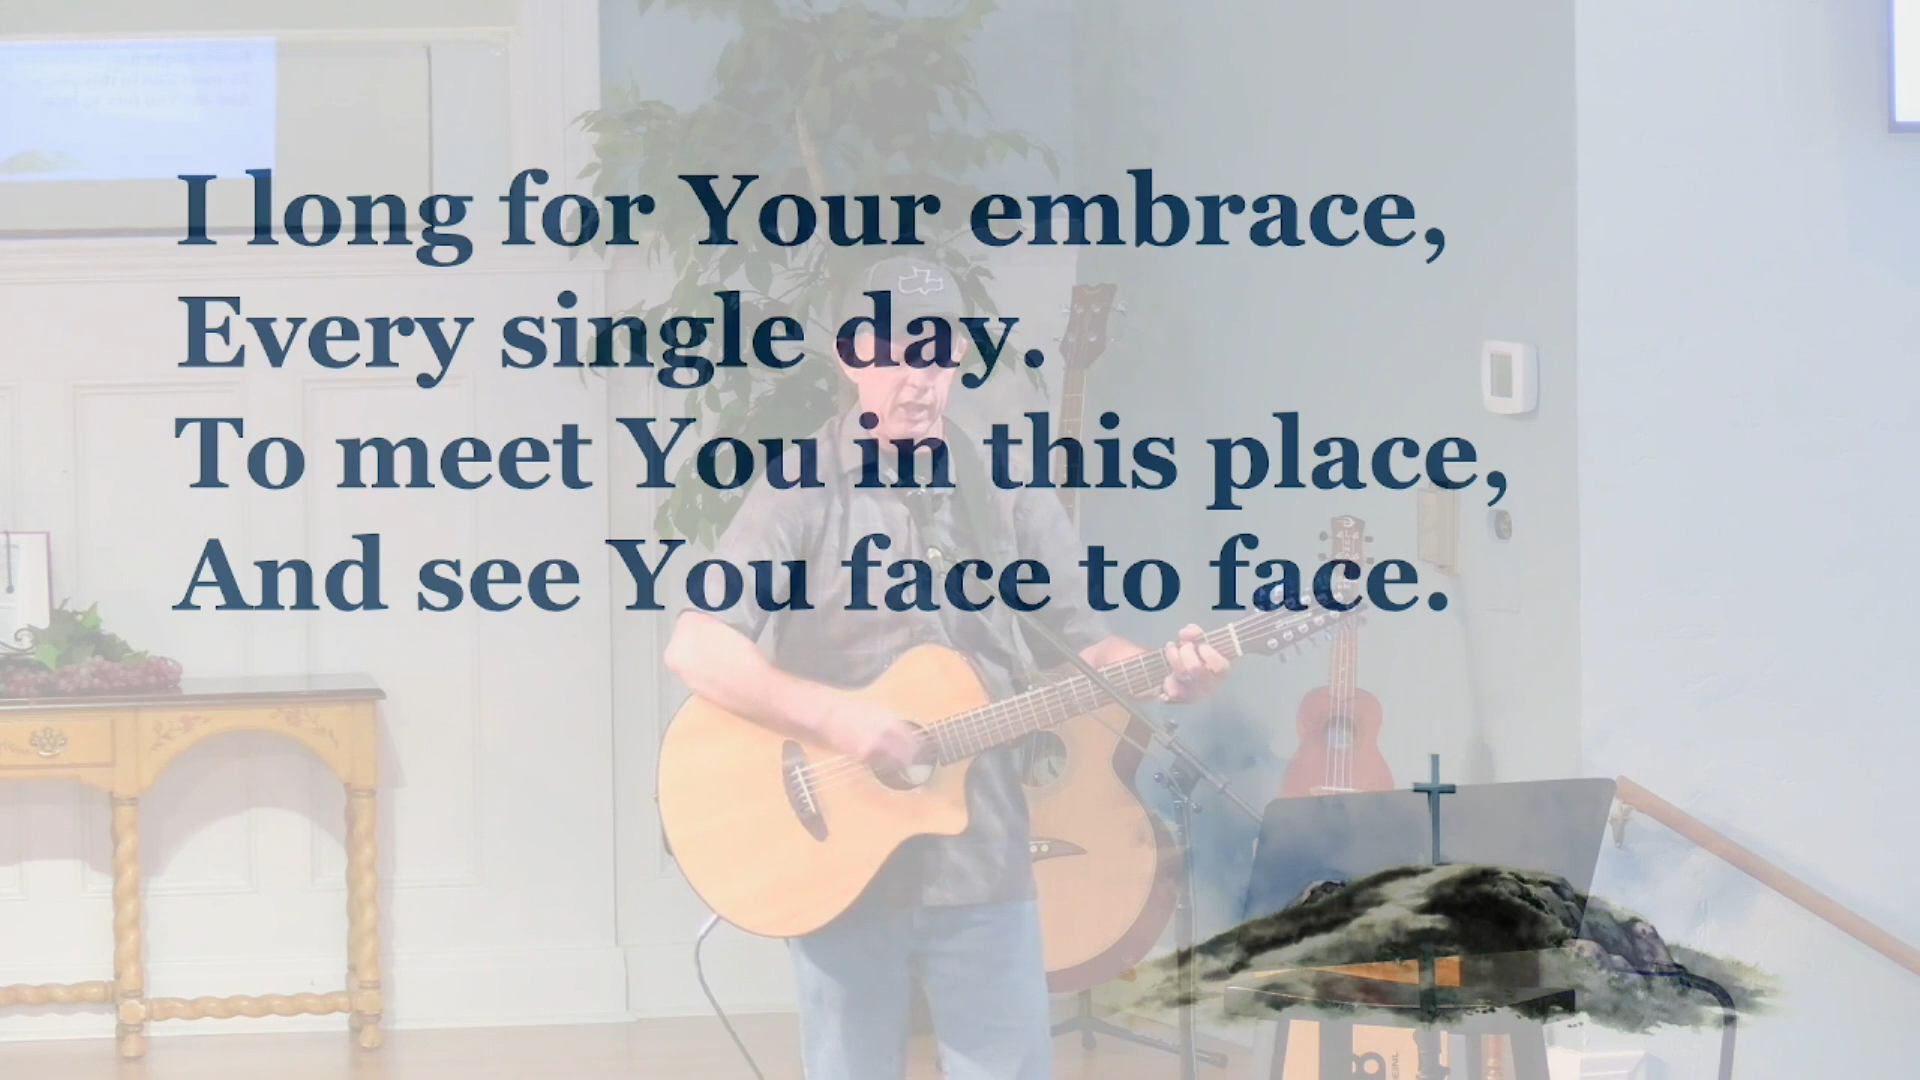 I long for Your embrace,
Every single day.
To meet You in this place,
And see You face to face.